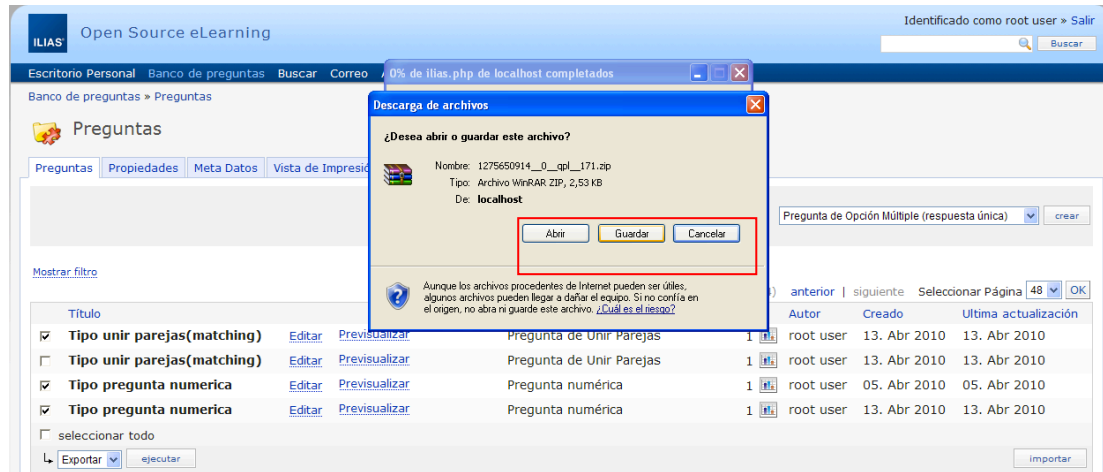 Identificado como root user » Salir
ILIAS Open Source eLearning
Buscar
Escritorio Personal Banco de preguntas Buscar Correo
0% de ilias.php de localhost completados
Banco de preguntas » Preguntas
Descarga de archivos
Preguntas
¿Desea abrir o guardar este archivo?
Preguntas Propiedades Meta Datos Vista de Impresió
Nombre: 1275650914__0__qpl__171.zip
Tipo: Archivo WinRAR ZIP, 2,53 KB
De: localhost
Pregunta de Opción Múltiple (respuesta única) crear
Abrir Guardar Cancelar
Mostrar filtro
Aunque los archivos procedentes de Internet pueden ser útiles,
algunos archivos pueden llegar a dañar el equipo. Si no confía en
el origen, no abra ni guarde este archivo. ¿Cuál es el riesgo?
anterior | siguiente Seleccionar Página 48 OK
Título Autor Creado Ultima actualización
Tipo unir parejas(matching) Editar Previsualizar Pregunta de Unir Parejas 1 root user 13. Abr 2010 13. Abr 2010
Tipo unir parejas(matching) Editar Previsualizar Pregunta de Unir Parejas 1 root user 13. Abr 2010 13. Abr 2010
Tipo pregunta numerica Editar Previsualizar Pregunta numérica 1 root user 05. Abr 2010 05. Abr 2010
Tipo pregunta numerica Editar Previsualizar Pregunta numérica 1 root user 13. Abr 2010 13. Abr 2010
seleccionar todo
Exportar ejecutar importar